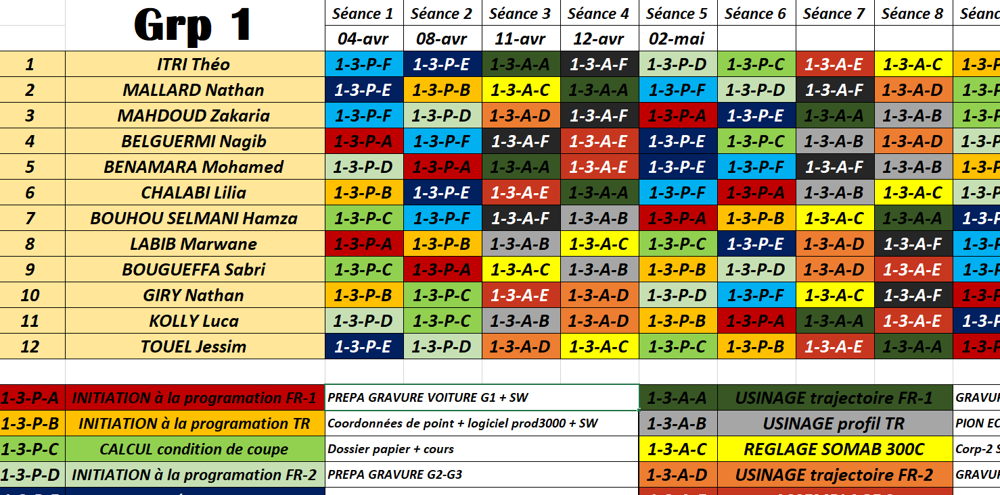 Grp 1 Séance 1 Séance 2 Séance 3 Séance 4 Séance 5 Séance 6 Séance 7 Séance 8 Séanc
04-avr 08-avr 11-avr 12-avr 02-mai
1 ITRI Théo 1-3-P-F 1-3-P-E 1-3-A-A 1-3-A-F 1-3-P-D 1-3-P-C 1-3-A-E 1-3-A-C 1-3-P
2 MALLARD Nathan 1-3-P-E 1-3-P-B 1-3-A-C 1-3-A-A 1-3-P-F 1-3-P-D 1-3-A-F 1-3-A-D 1-3-P
3 MAHDOUD Zakaria 1-3-P-F 1-3-P-D 1-3-A-D 1-3-A-F 1-3-P-A 1-3-P-E 1-3-A-A 1-3-A-B 1-3-P
4 BELGUERMI Nagib 1-3-P-A 1-3-P-F 1-3-A-F 1-3-A-E 1-3-P-E 1-3-P-C 1-3-A-B 1-3-A-D 1-3-P
5 BENAMARA Mohamed 1-3-P-D 1-3-P-A 1-3-A-A 1-3-A-E 1-3-P-E 1-3-P-F 1-3-A-F 1-3-A-B 1-3-P
6 CHALABI Lilia 1-3-P-B 1-3-P-E 1-3-A-E 1-3-A-A 1-3-P-F 1-3-P-A 1-3-A-B 1-3-A-C 1-3-P
7 BOUHOU SELMANI Hamza 1-3-P-C 1-3-P-F 1-3-A-F 1-3-A-B 1-3-P-A 1-3-P-B 1-3-A-C 1-3-A-A 1-3-P
8 LABIB Marwane 1-3-P-A 1-3-P-B 1-3-A-B 1-3-A-C 1-3-P-C 1-3-P-E 1-3-A-D 1-3-A-F 1-3-P
9 BOUGUEFFA Sabri 1-3-P-C 1-3-P-A 1-3-A-C 1-3-A-B 1-3-P-B 1-3-P-D 1-3-A-D 1-3-A-E 1-3-P
10 GIRY Nathan 1-3-P-B 1-3-P-C 1-3-A-E 1-3-A-D 1-3-P-D 1-3-P-F 1-3-A-C 1-3-A-F 1-3-P
11 KOLLY Luca 1-3-P-D 1-3-P-C 1-3-A-B 1-3-A-D 1-3-P-B 1-3-P-A 1-3-A-A 1-3-A-E 1-3-P
12 TOUEL Jessim 1-3-P-E 1-3-P-D 1-3-A-D 1-3-A-C 1-3-P-C 1-3-P-B 1-3-A-E 1-3-A-A 1-3-P
1-3-P-A INITIATION à la programation FR-1 PREPA GRAVURE VOITURE G1 + SW 1-3-A-A USINAGE trajectoire FR-1 GRAVUR
1-3-P-B INITIATION à la programation TR Coordonnées de point + logiciel prod3000 + SW 1-3-A-B USINAGE profil TR PION EC
1-3-P-C CALCUL condition de coupe Dossier papier + cours 1-3-A-C REGLAGE SOMAB 300C Corp-2 S
1-3-P-D INITIATION à la programation FR-2 PREPA GRAVURE G2-G3 1-3-A-D USINAGE trajectoire FR-2 GRAVUR